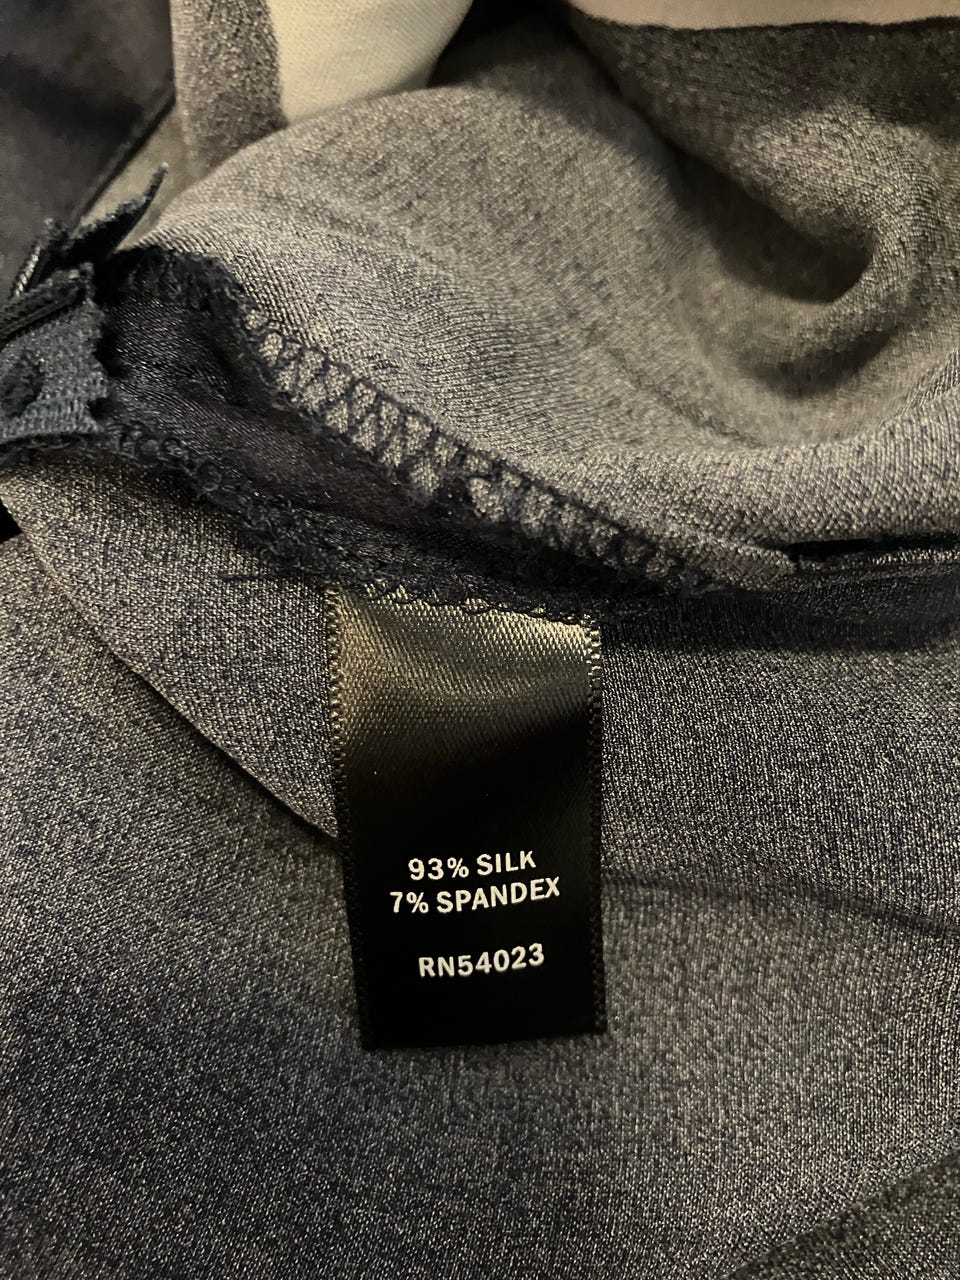 93% SILK
7% SPANDEX
RN54023